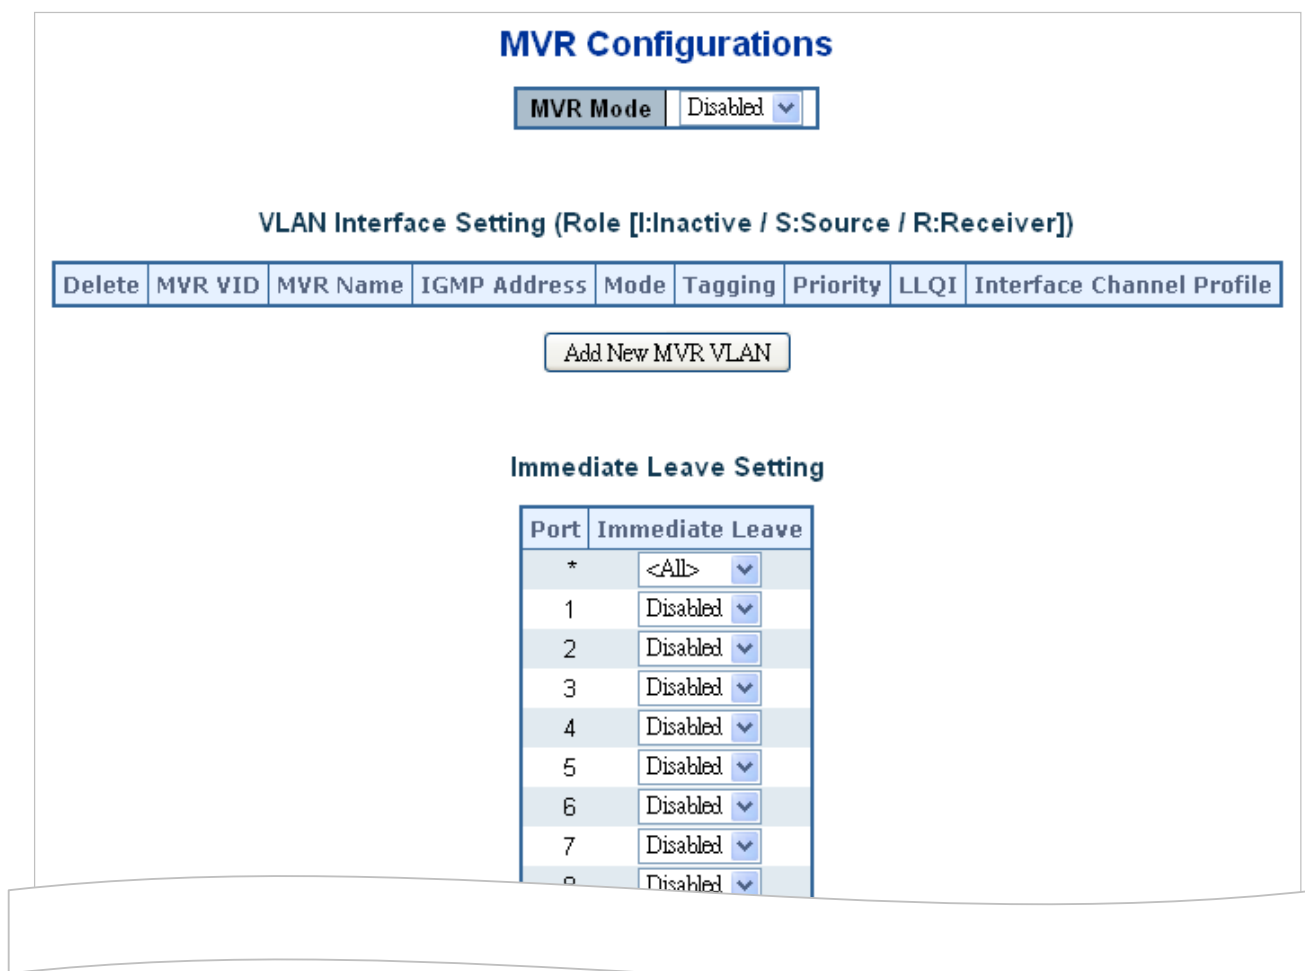 MVR Configurations
MVR Mode Disabled
VLAN Interface Setting (Role [I:Inactive / S:Source / R:Receiver])
Delete MVR VID MVR Name IGMP Address Mode Tagging Priority LLQI Interface Channel Profile
Add New MVR VLAN
Immediate Leave Setting
Port Immediate Leave
* <All>
1 Disabled
2 Disabled
3 Disabled
4 Disabled
5 Disabled
6 Disabled
7 Disabled
Disabled